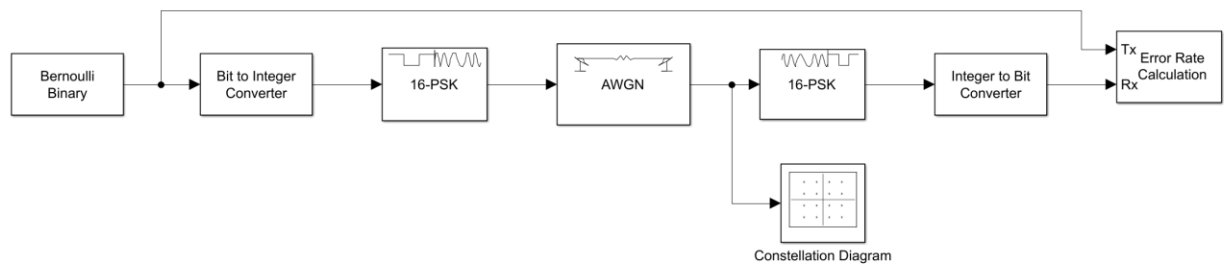 Bernoulli
Binary
Bit to Integer
Converter
16-PSK
AWGN
16-PSK
Integer to Bit
Converter
Tx
Rx
Error Rate
Calculation
Constellation Diagram